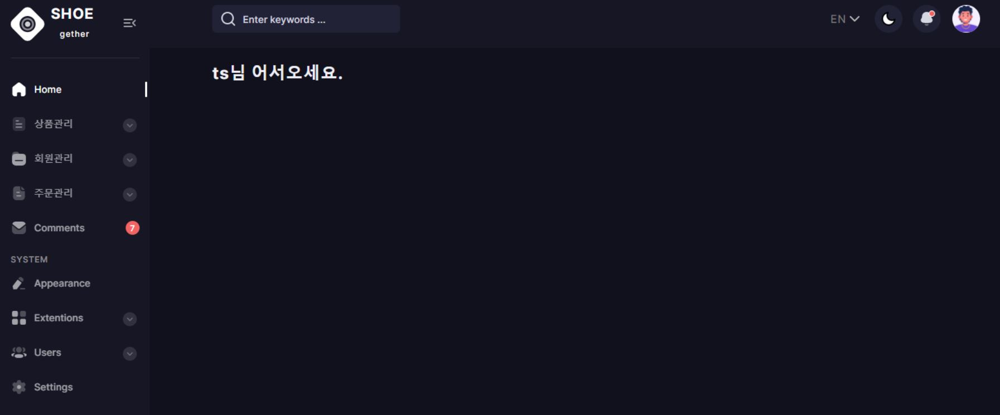 SHOE
gether
Enter keywords ...
EN
ts님 어서오세요.
Home
상품관리
회원관리
주문관리
Comments
7
SYSTEM
Appearance
Extentions
Users
Settings